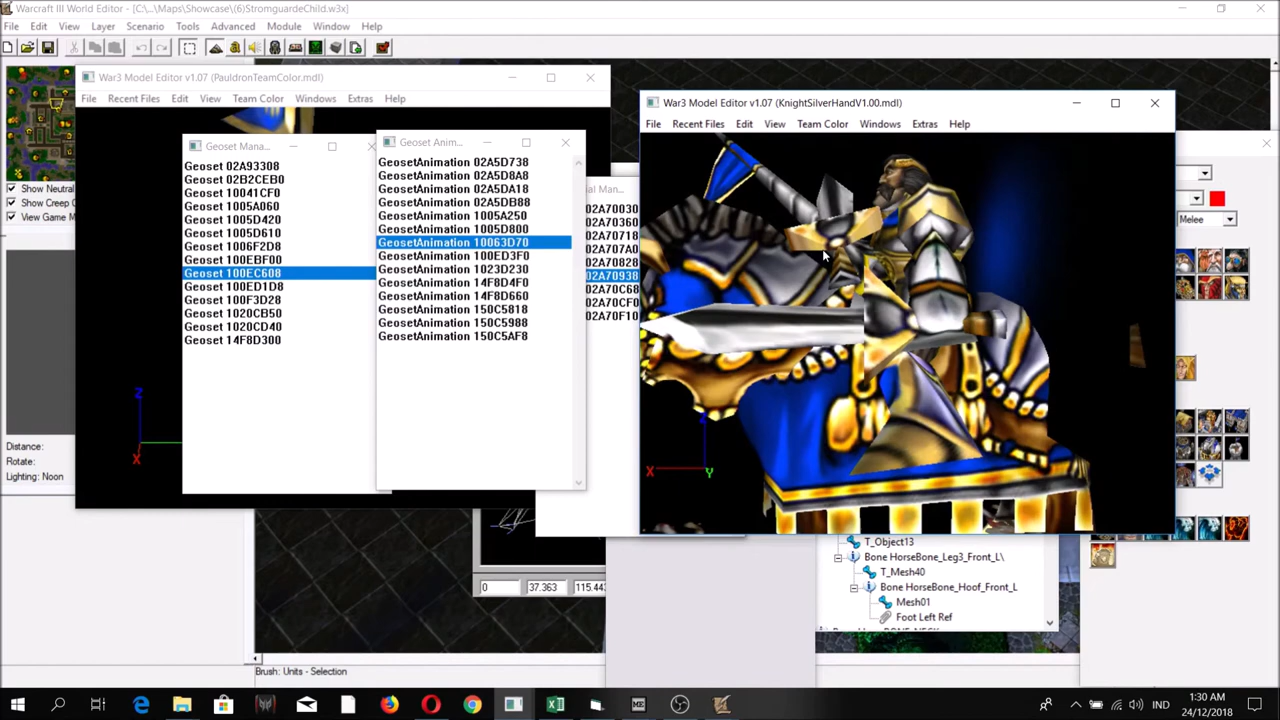 Warcraft III World Editor - [C:\...\Maps\Showcase\(6)StromguardeChild.w3x]
File Edit View Layer Scenario Tools Advanced Module Window Help
War3 Model Editor v1.07 (PauldronTeamColor.mdl)
File Recent Files Edit View Team Color Windows Extras Help
War3 Model Editor v1.07 (KnightSilverHandV1.00.mdl)
File Recent Files Edit View Team Color Windows Extras Help
Geoset Mana...
Geoset 02A93308
Geoset 02B2CEB0
Geoset 10041CF0
Geoset 1005A060
Geoset 1005D420
Geoset 1005D610
Geoset 1006F2D8
Geoset 100EBF00
Geoset 100EC608
Geoset 100ED1D8
Geoset 100F3D28
Geoset 1020CB50
Geoset 1020CD40
Geoset 14F8D300
Geoset Anim...
GeosetAnimation 02A5D738
GeosetAnimation 02A5D8A8
GeosetAnimation 02A5DA18
GeosetAnimation 02A5DB88
GeosetAnimation 1005A250
GeosetAnimation 1005D800
GeosetAnimation 10063D70
GeosetAnimation 100ED3F0
GeosetAnimation 1023D230
GeosetAnimation 14F8D4F0
GeosetAnimation 14F8D660
GeosetAnimation 150C5818
GeosetAnimation 150C5988
GeosetAnimation 150C5AF8
ial Man...
02A70030
02A70360
02A70718
02A707A0
02A70828
02A70938
02A70C68
02A70CF0
02A70F10
Show Neutral
Show Creep C
View Game M
Melee
Z
X
X
Y
Distance:
Rotate:
Lighting: Noon
0 37.363 115.443
T_Object13
Bone HorseBone_Leg3_Front_L\
T_Mesh40
Bone HorseBone_Hoof_Front_L
Mesh01
Foot Left Ref
Brush: Units - Selection
ME
IND
1:30 AM
24/12/2018